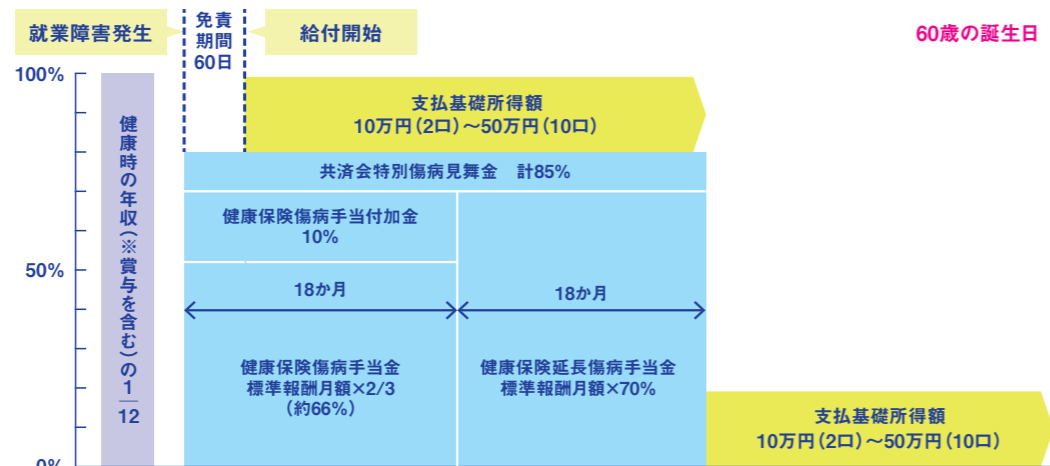 就業障害発生
免責
期間
60日
給付開始
60歳の誕生日
100%
50%
0%
健康時の年収(※賞与を含む)の1/12
支払基礎所得額
10万円(2口)～50万円(10口)
共済会特別傷病見舞金　計85%
健康保険傷病手当付加金
10%
18か月
18か月
健康保険傷病手当金
標準報酬月額×2/3
(約66%)
健康保険延長傷病手当金
標準報酬月額×70%
支払基礎所得額
10万円(2口)～50万円(10口)